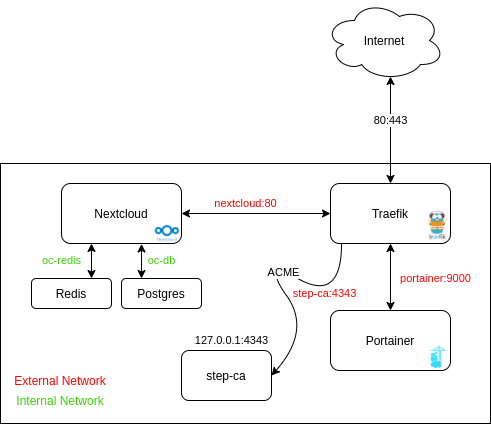 Internet
80:443
Nextcloud
nextcloud:80
Traefik
oc-redis
oc-db
ACME
portainer:9000
Redis
Postgres
step-ca:4343
127.0.0.1:4343
Portainer
step-ca
External Network
Internal Network